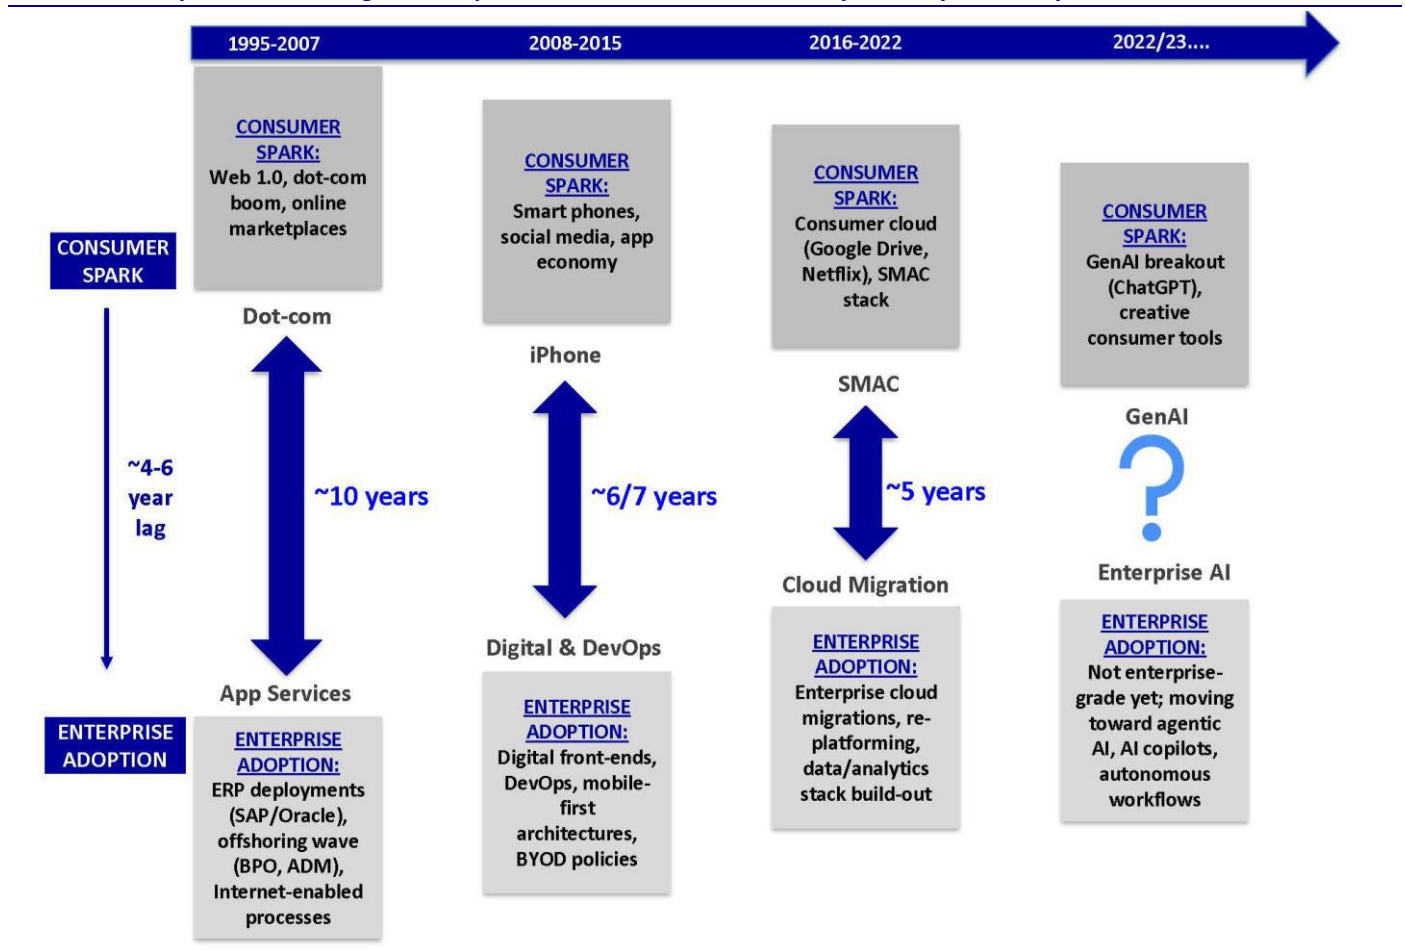 1995-2007
2008-2015
2016-2022
2022/23....
CONSUMER
SPARK
~4-6
year
lag
ENTERPRISE
ADOPTION
CONSUMER
SPARK:
Web 1.0, dot-com
boom, online
marketplaces
Dot-com
~10 years
App Services
ENTERPRISE
ADOPTION:
ERP deployments
(SAP/Oracle),
offshoring wave
(BPO, ADM),
Internet-enabled
processes
CONSUMER
SPARK:
Smart phones,
social media, app
economy
iPhone
~6/7 years
Digital & DevOps
ENTERPRISE
ADOPTION:
Digital front-ends,
DevOps, mobile-
first
architectures,
BYOD policies
CONSUMER
SPARK:
Consumer cloud
(Google Drive,
Netflix), SMAC
stack
SMAC
~5 years
Cloud Migration
ENTERPRISE
ADOPTION:
Enterprise cloud
migrations, re-
platforming,
data/analytics
stack build-out
CONSUMER
SPARK:
GenAI breakout
(ChatGPT),
creative
consumer tools
GenAI
?
Enterprise AI
ENTERPRISE
ADOPTION:
Not enterprise-
grade yet; moving
toward agentic
AI, AI copilots,
autonomous
workflows